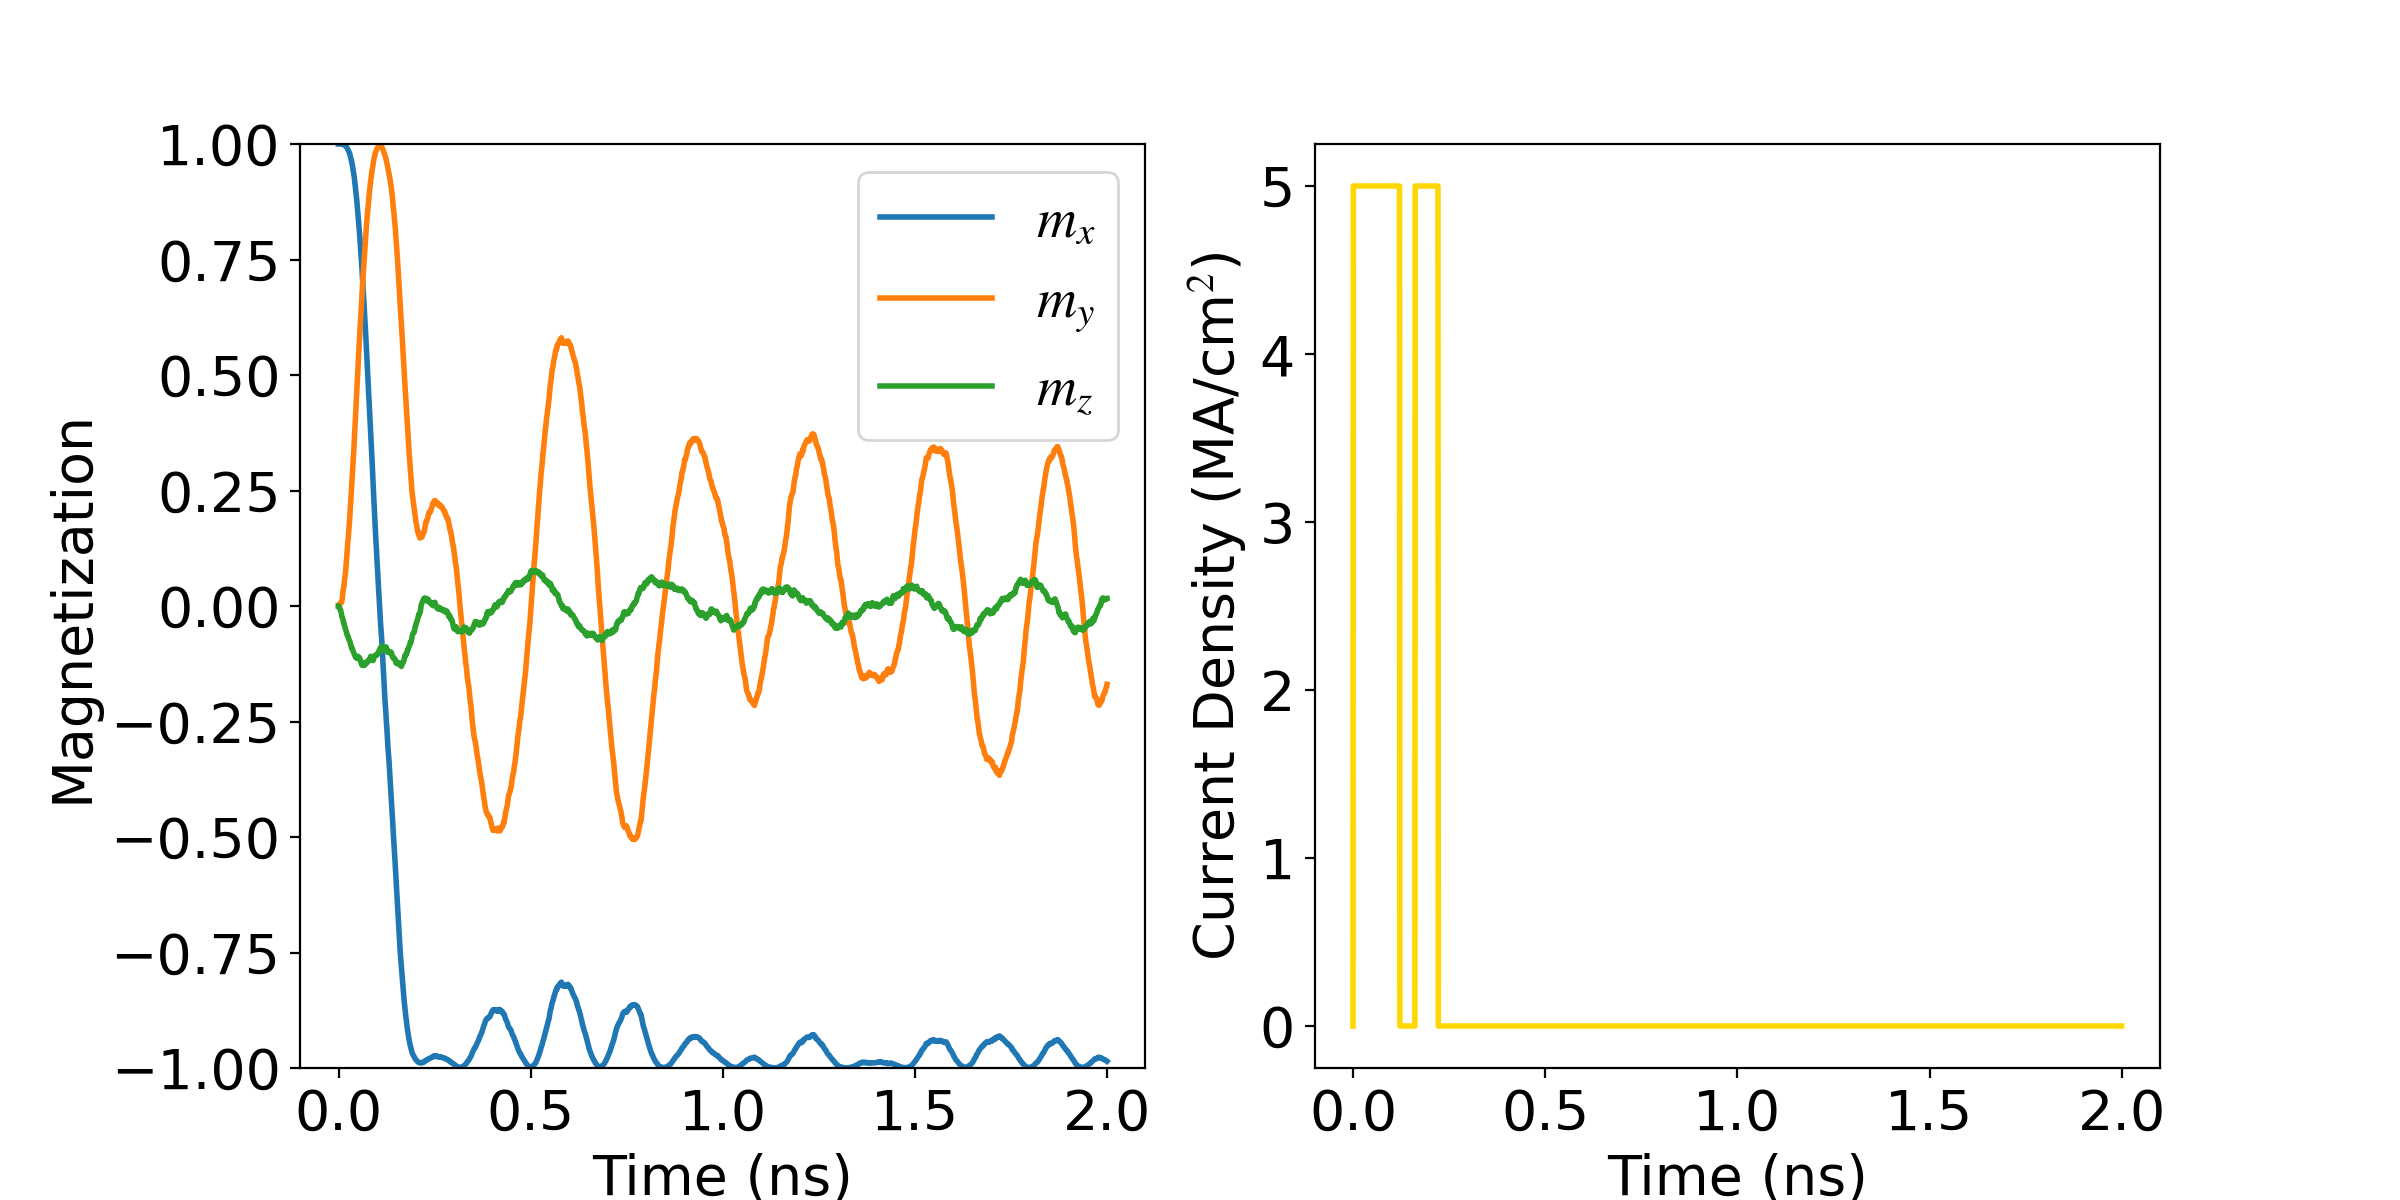 1.00
0.75
0.50
0.25
0.00
−0.25
−0.50
−0.75
−1.00
Magnetization
0.0 0.5 1.0 1.5 2.0
Time (ns)
m_x
m_y
m_z
5
4
3
2
1
0
Current Density (MA/cm²)
0.0 0.5 1.0 1.5 2.0
Time (ns)